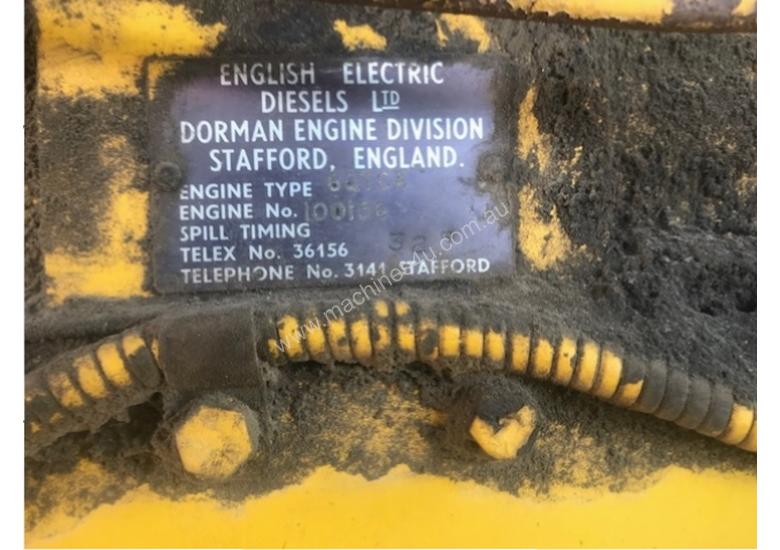 ENGLISH ELECTRIC
DIESELS LTD
DORMAN ENGINE DIVISION
STAFFORD, ENGLAND.
ENGINE TYPE
ENGINE No.
SPILL TIMING
TELEX No. 36156
TELEPHONE No. 3141 STAFFORD
www.machines4u.com.au